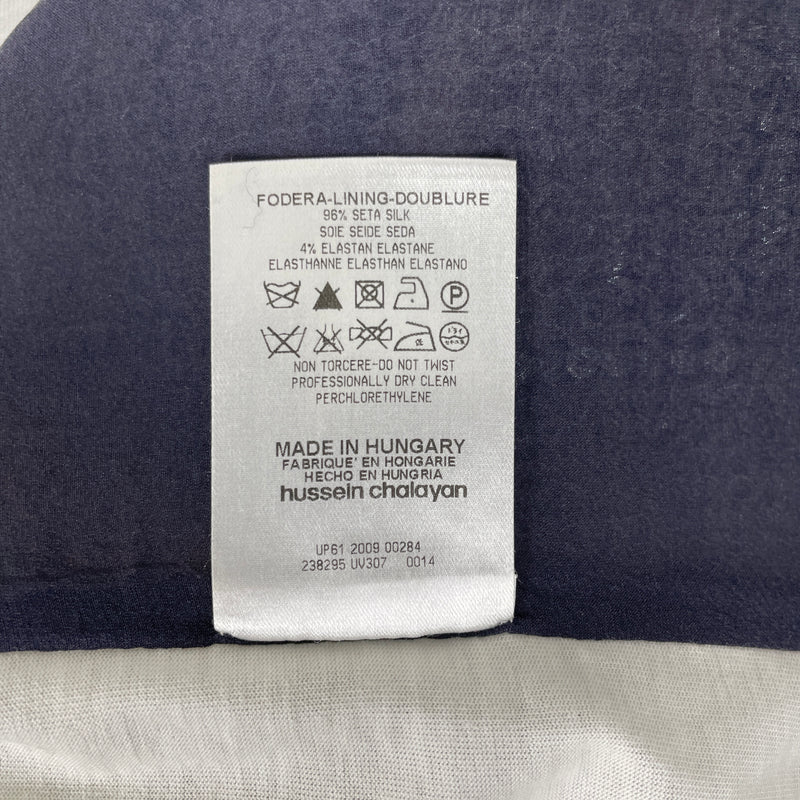 FODERA-LINING-DOUBLURE
96% SETA SILK
SOIE SEIDE SEDA
4% ELASTAN ELASTANE
ELASTHANNE ELASTHAN ELASTANO
P
NON TORCERE-DO NOT TWIST
PROFESSIONALLY DRY CLEAN
PERCHLORETHYLENE
MADE IN HUNGARY
FABRIQUE' EN HONGARIE
HECHO EN HUNGRIA
hussein chalayan
UP61 2009 00284
238295 UV307 0014